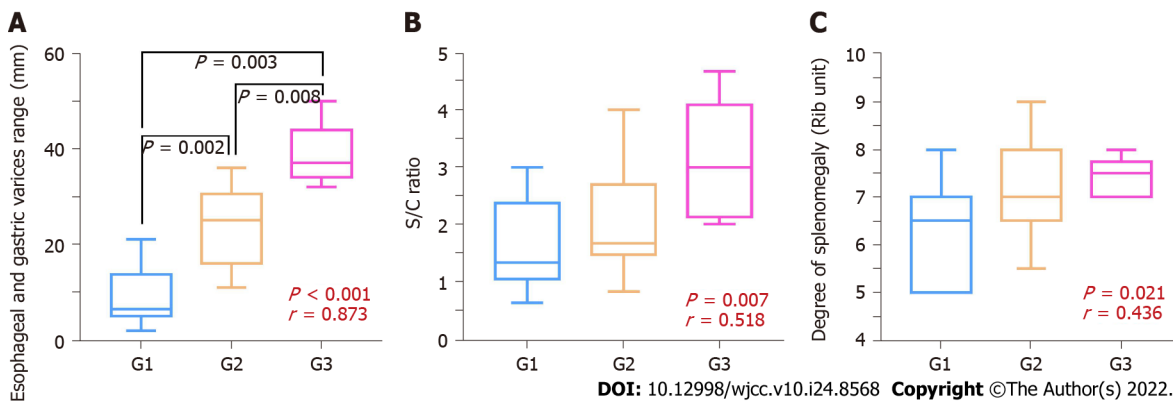 A
Esophageal and gastric varices range (mm)
60
40
20
0
P = 0.003
P = 0.008
P = 0.002
P < 0.001
r = 0.873
G1 G2 G3
B
S/C ratio
5
4
3
2
1
0
P = 0.007
r = 0.518
G1 G2 G3
C
Degree of splenomegaly (Rib unit)
10
9
8
7
6
5
4
P = 0.021
r = 0.436
G1 G2 G3
DOI: 10.12998/wjcc.v10.i24.8568 Copyright ©The Author(s) 2022.